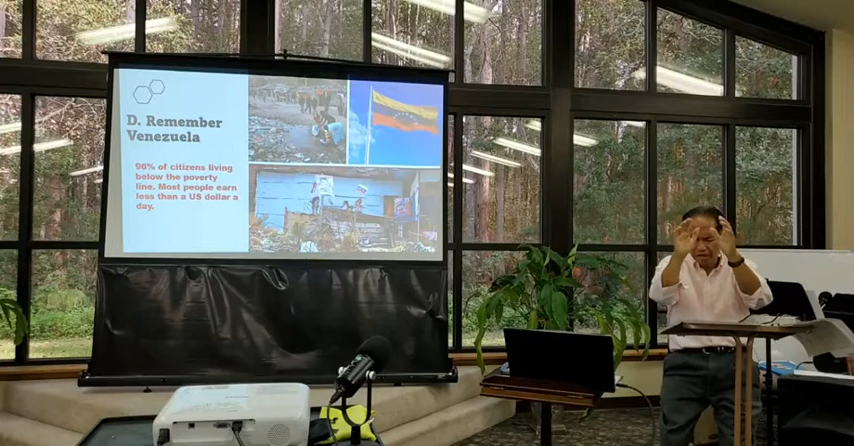 D. Remember
Venezuela
96% of citizens living
below the poverty
line. Most people earn
less than a US dollar a
day.